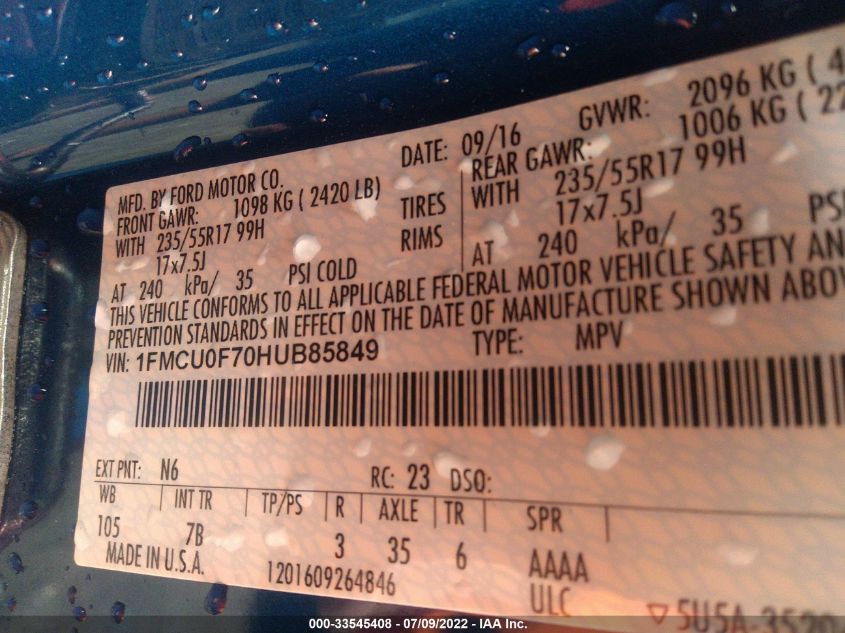 MFD. BY FORD MOTOR CO. DATE: 09/16 GVWR: 2096 KG ( 4
FRONT GAWR: 1098 KG ( 2420 LB) REAR GAWR: 1006 KG ( 22
WITH 235/55R17 99H TIRES WITH 235/55R17 99H
17x7.5J RIMS 17x7.5J
AT 240 kPa/ 35 PSI COLD AT 240 kPa/ 35 PS
THIS VEHICLE CONFORMS TO ALL APPLICABLE FEDERAL MOTOR VEHICLE SAFETY AN
PREVENTION STANDARDS IN EFFECT ON THE DATE OF MANUFACTURE SHOWN ABOV
VIN: 1FMCU0F70HUB85849 TYPE: MPV
EXT PNT: N6 RC: 23 DSO:
WB INT TR TP/PS R AXLE TR SPR
105 7B 3 35 6 AAAA
MADE IN U.S.A. 1201609264846 ULC
5U5A-3520
000-33545408 - 07/09/2022 - IAA Inc.